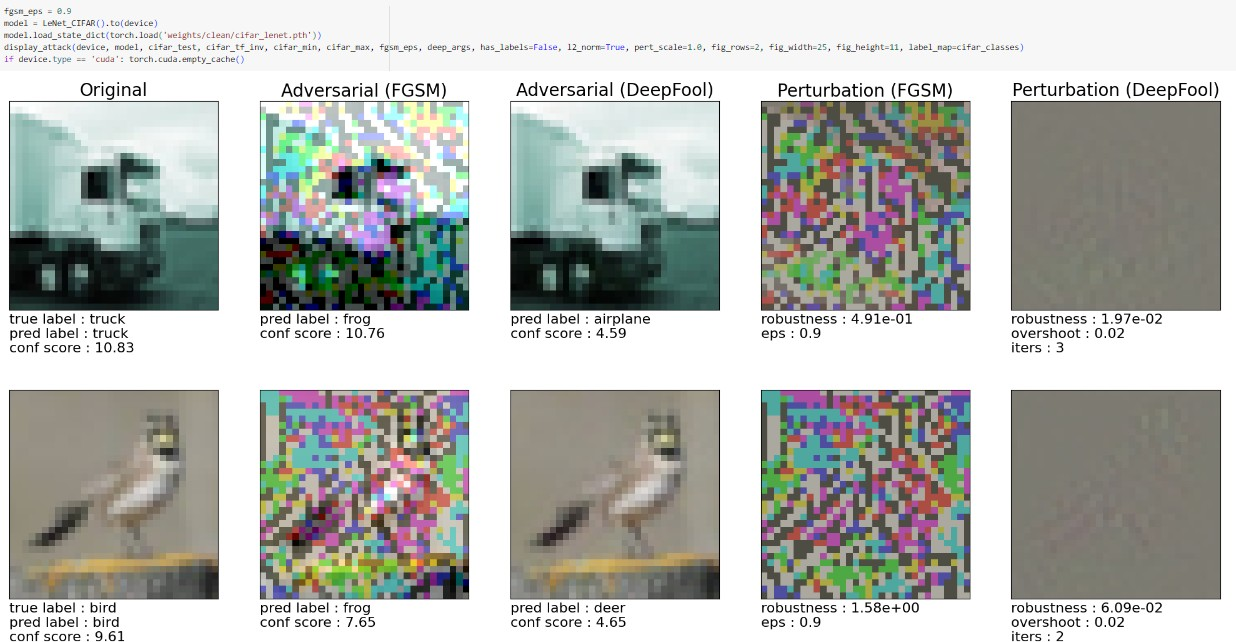 fgsm_eps = 0.9
model = LeNet_CIFAR().to(device)
model.load_state_dict(torch.load('weights/clean/cifar_lenet.pth'))
display_attack(device, model, cifar_test, cifar_tf_inv, cifar_min, cifar_max, fgsm_eps, deep_args, has_labels=False, l2_norm=True, pert_scale=1.0, fig_rows=2, fig_width=25, fig_height=11, label_map=cifar_classes)
if device.type == 'cuda': torch.cuda.empty_cache()
Original Adversarial (FGSM) Adversarial (DeepFool) Perturbation (FGSM) Perturbation (DeepFool)
true label : truck pred label : frog pred label : airplane robustness : 4.91e-01 robustness : 1.97e-02
pred label : truck conf score : 10.76 conf score : 4.59 eps : 0.9 overshoot : 0.02
conf score : 10.83 iters : 3
true label : bird pred label : frog pred label : deer robustness : 1.58e+00 robustness : 6.09e-02
pred label : bird conf score : 7.65 conf score : 4.65 eps : 0.9 overshoot : 0.02
conf score : 9.61 iters : 2